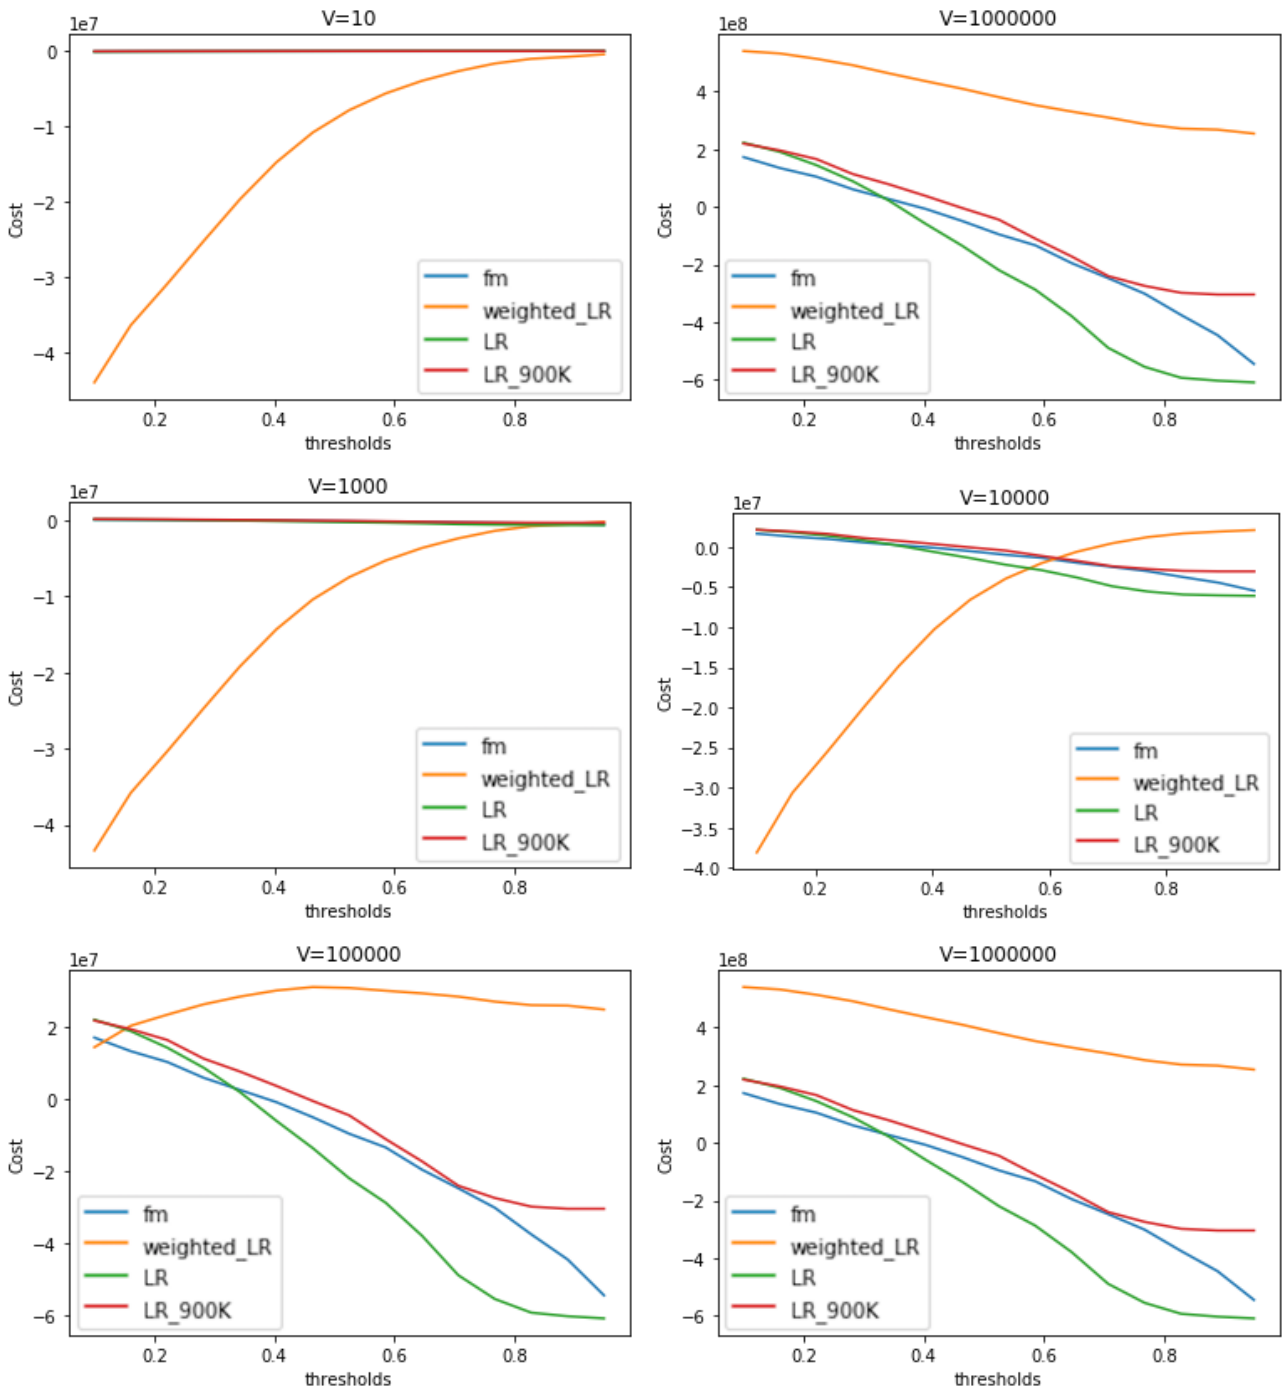 V=10
1e7
0
−1
−2
−3
−4
Cost
0.2 0.4 0.6 0.8
thresholds
fm
weighted_LR
LR
LR_900K
V=1000000
1e8
4
2
0
−2
−4
−6
Cost
0.2 0.4 0.6 0.8
thresholds
fm
weighted_LR
LR
LR_900K
V=1000
1e7
0
−1
−2
−3
−4
Cost
0.2 0.4 0.6 0.8
thresholds
fm
weighted_LR
LR
LR_900K
V=10000
1e7
0.0
−0.5
−1.0
−1.5
−2.0
−2.5
−3.0
−3.5
−4.0
Cost
0.2 0.4 0.6 0.8
thresholds
fm
weighted_LR
LR
LR_900K
V=100000
1e7
2
0
−2
−4
−6
Cost
0.2 0.4 0.6 0.8
thresholds
fm
weighted_LR
LR
LR_900K
V=1000000
1e8
4
2
0
−2
−4
−6
Cost
0.2 0.4 0.6 0.8
thresholds
fm
weighted_LR
LR
LR_900K